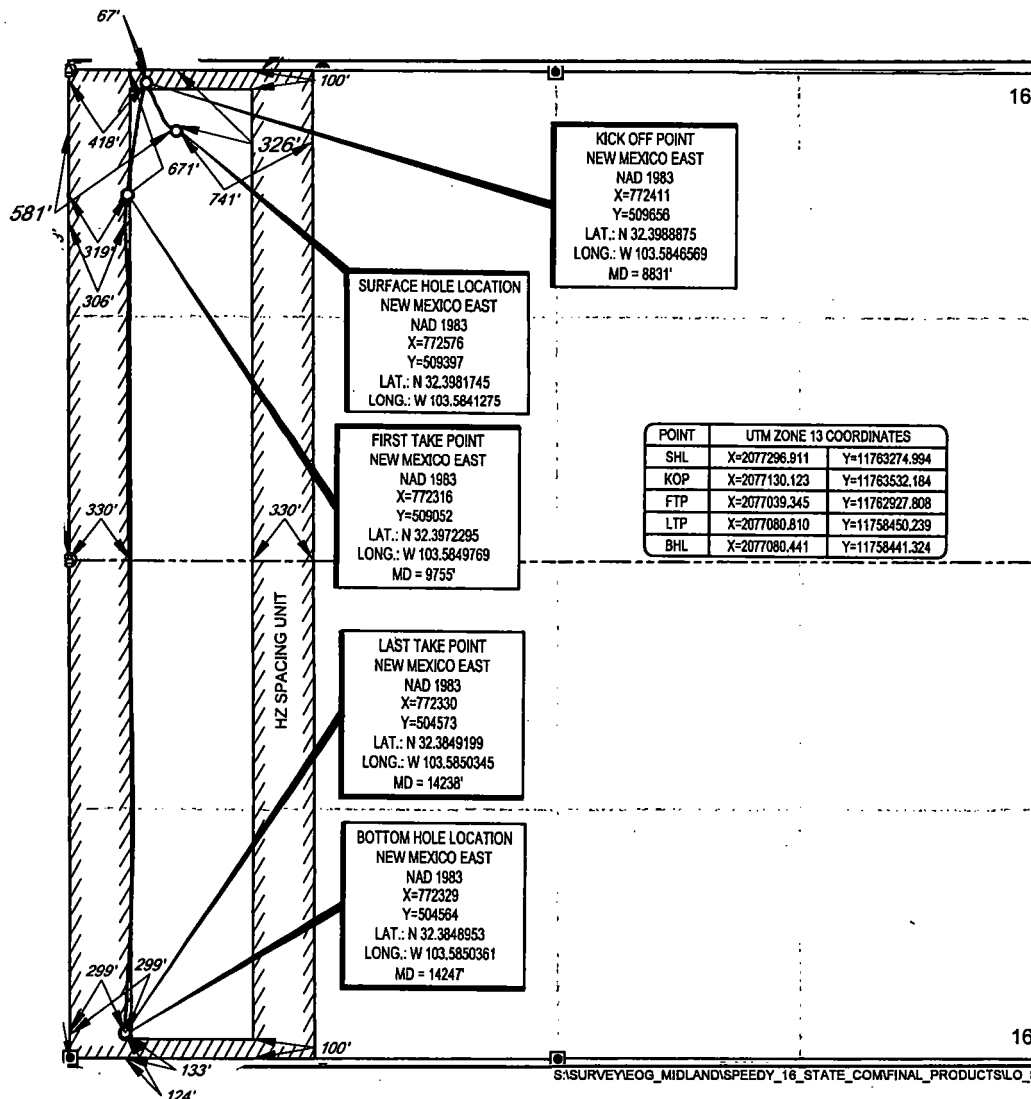 67'
100'
16
418'
671'
326'
741'
581'
319'
306'
KICK OFF POINT
NEW MEXICO EAST
NAD 1983
X=772411
Y=509656
LAT.: N 32.3988875
LONG.: W 103.5846569
MD = 8831'
SURFACE HOLE LOCATION
NEW MEXICO EAST
NAD 1983
X=772576
Y=509397
LAT.: N 32.3981745
LONG.: W 103.5841275
FIRST TAKE POINT
NEW MEXICO EAST
NAD 1983
X=772316
Y=509052
LAT.: N 32.3972295
LONG.: W 103.5849769
MD = 9755'
POINT UTM ZONE 13 COORDINATES
SHL X=2077296.911 Y=11763274.994
KOP X=2077130.123 Y=11763532.184
FTP X=2077039.345 Y=11762927.808
LTP X=2077080.810 Y=11758450.239
BHL X=2077080.441 Y=11758441.324
330'
330'
HZ SPACING UNIT
LAST TAKE POINT
NEW MEXICO EAST
NAD 1983
X=772330
Y=504573
LAT.: N 32.3849199
LONG.: W 103.5850345
MD = 14238'
BOTTOM HOLE LOCATION
NEW MEXICO EAST
NAD 1983
X=772329
Y=504564
LAT.: N 32.3848953
LONG.: W 103.5850361
MD = 14247'
299'
299'
100'
16
133'
124'
S:\SURVEY\EOG_MIDLAND\SPEEDY_16_STATE_COM\FINAL_PRODUCTS\LO_